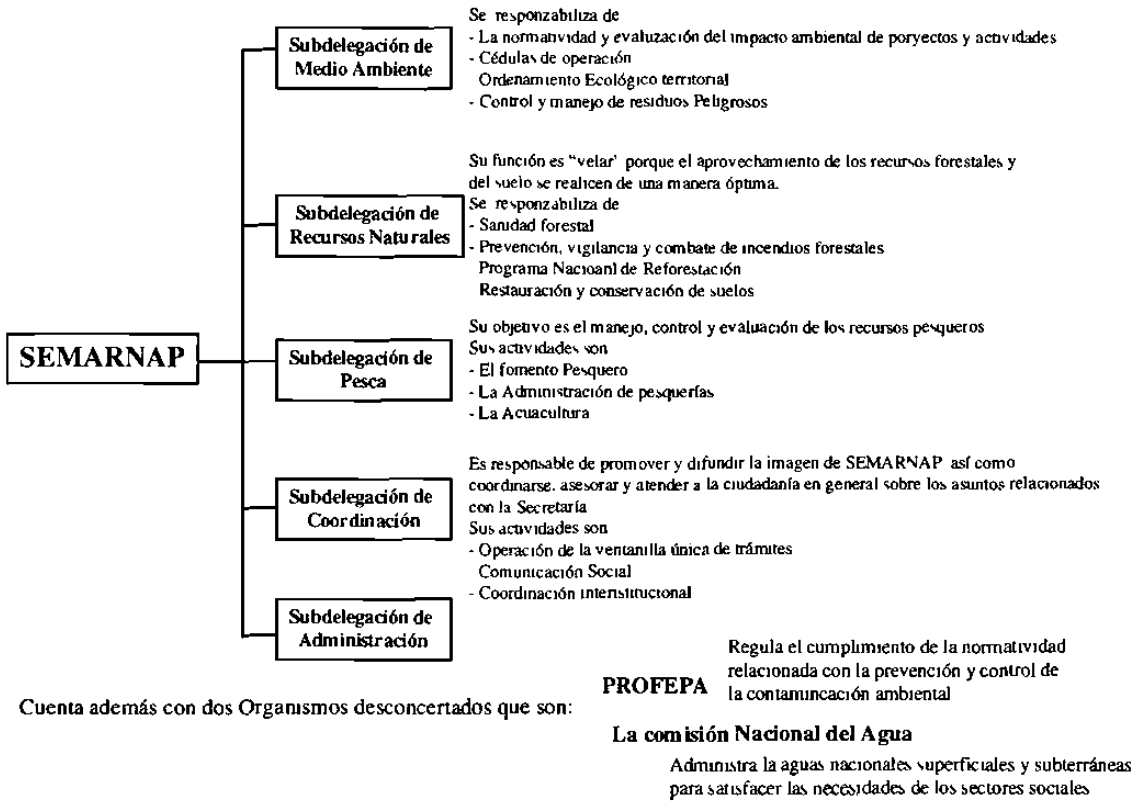 Subdelegación de
Medio Ambiente
Se responzabiliza de
- La normatividad y evaluzación del impacto ambiental de poryectos y actividades
- Cédulas de operación
Ordenamiento Ecológico territorial
- Control y manejo de residuos Peligrosos
Subdelegación de
Recursos Naturales
Su función es "velar' porque el aprovechamiento de los recursos forestales y
del suelo se realicen de una manera óptima.
Se responzabiliza de
- Sanidad forestal
- Prevención, vigilancia y combate de incendios forestales
Programa Nacioanl de Reforestación
Restauración y conservación de suelos
SEMARNAP
Subdelegación de
Pesca
Su objetivo es el manejo, control y evaluación de los recursos pesqueros
Sus actividades son
- El fomento Pesquero
- La Administración de pesquerías
- La Acuacultura
Subdelegación de
Coordinación
Es responsable de promover y difundir la imagen de SEMARNAP así como
coordinarse. asesorar y atender a la ciudadanía en general sobre los asuntos relacionados
con la Secretaría
Sus actividades son
- Operación de la ventanilla única de trámites
Comunicación Social
- Coordinación interstitucional
Subdelegación de
Administración
Cuenta además con dos Organismos desconcertados que son:
PROFEPA
Regula el cumplimiento de la normatividad
relacionada con la prevención y control de
la contanuncación ambiental
La comisión Nacional del Agua
Administra la aguas nacionales superficiales y subterráneas
para satisfacer las necesidades de los sectores sociales